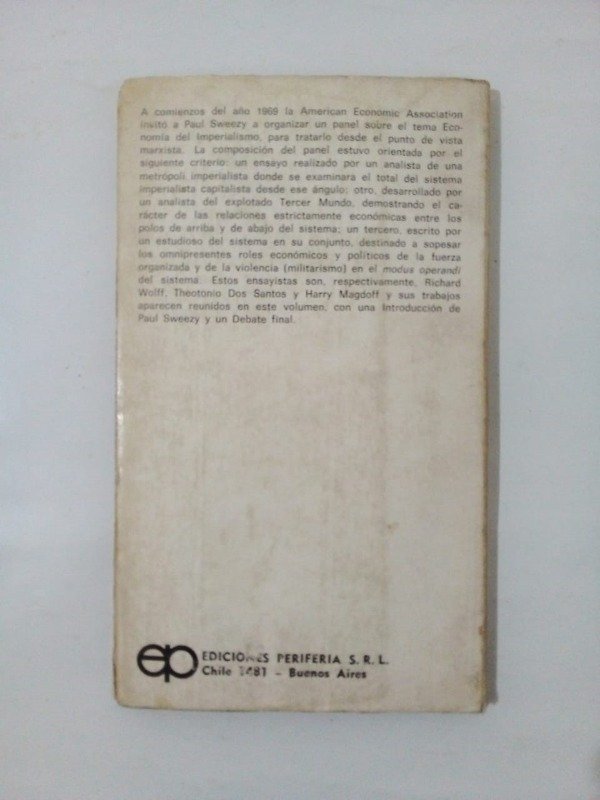 A comienzos del año 1969 la American Economic Association
invitó a Paul Sweezy a organizar un panel sobre el tema Eco-
nomía del Imperialismo, para tratarlo desde el punto de vista
marxista. La composición del panel estuvo orientada por el
siguiente criterio: un ensayo realizado por un analista de una
metrópoli imperialista donde se examinara el total del sistema
imperialista capitalista desde ese ángulo; otro, desarrollado por
un analista del explotado Tercer Mundo, demostrando el ca-
rácter de las relaciones estrictamente económicas entre los
polos de arriba y de abajo del sistema; un tercero, escrito por
un estudioso del sistema en su conjunto, destinado a sopesar
los omnipresentes roles económicos y políticos de la fuerza
organizada y de la violencia (militarismo) en el modus operandi
del sistema. Estos ensayistas son, respectivamente, Richard
Wolff, Theotonio Dos Santos y Harry Magdoff y sus trabajos
aparecen reunidos en este volumen, con una Introducción de
Paul Sweezy y un Debate final.
ep EDICIONES PERIFERIA S. R. L.
Chile 1481 - Buenos Aires